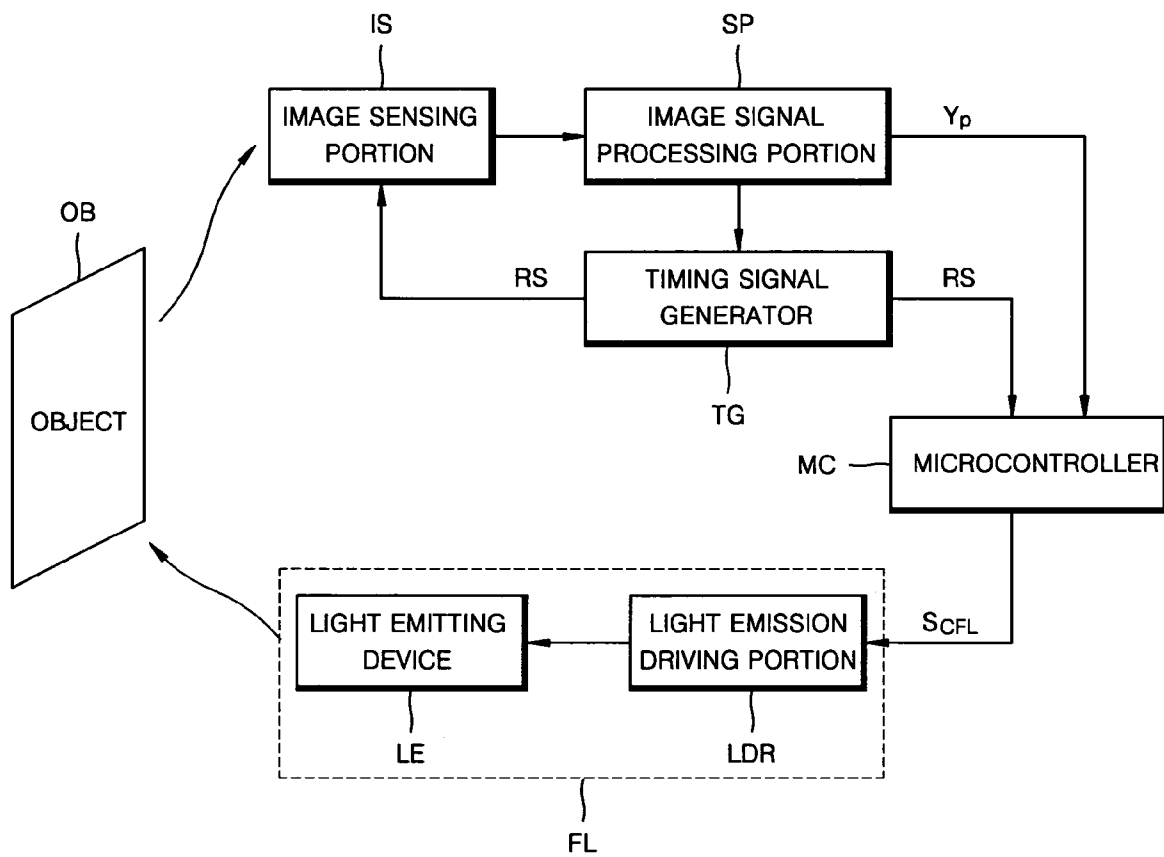 IS
SP
IMAGE SENSING
PORTION
IMAGE SIGNAL
PROCESSING PORTION
Yp
OB
RS
TIMING SIGNAL
GENERATOR
RS
TG
OBJECT
MC
MICROCONTROLLER
LIGHT EMITTING
DEVICE
LIGHT EMISSION
DRIVING PORTION
SCFL
LE
LDR
FL